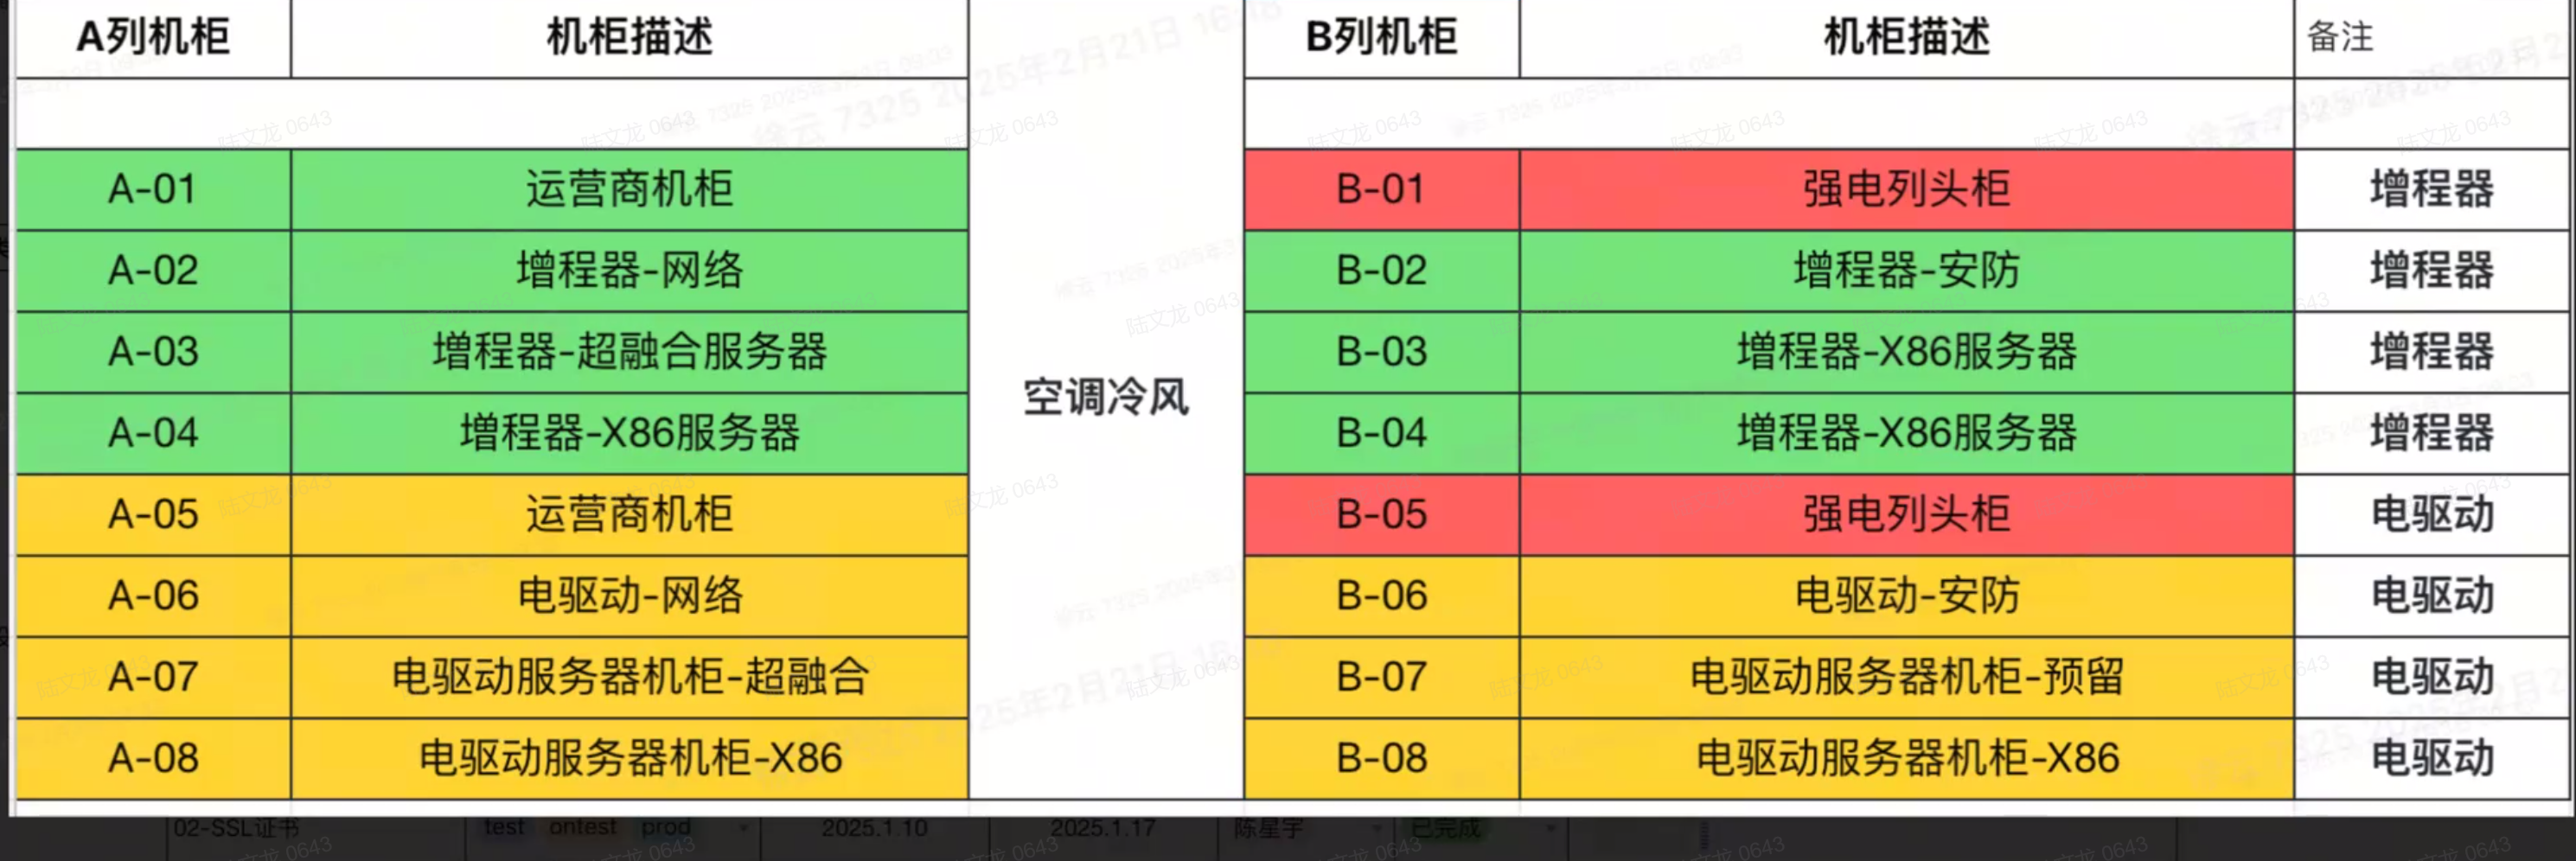 A列机柜 机柜描述 B列机柜 机柜描述 备注
A-01 运营商机柜 B-01 强电列头柜 增程器
A-02 增程器-网络 B-02 增程器-安防 增程器
A-03 增程器-超融合服务器 B-03 增程器-X86服务器 增程器
空调冷风
A-04 增程器-X86服务器 B-04 增程器-X86服务器 增程器
A-05 运营商机柜 B-05 强电列头柜 电驱动
A-06 电驱动-网络 B-06 电驱动-安防 电驱动
A-07 电驱动服务器机柜-超融合 B-07 电驱动服务器机柜-预留 电驱动
A-08 电驱动服务器机柜-X86 B-08 电驱动服务器机柜-X86 电驱动
02-SSL证书 test ontest prod 2025.1.10 2025.1.17 陈星宇 已完成
陆文龙 0643
徐云 7325 2025年2月21日 16:18